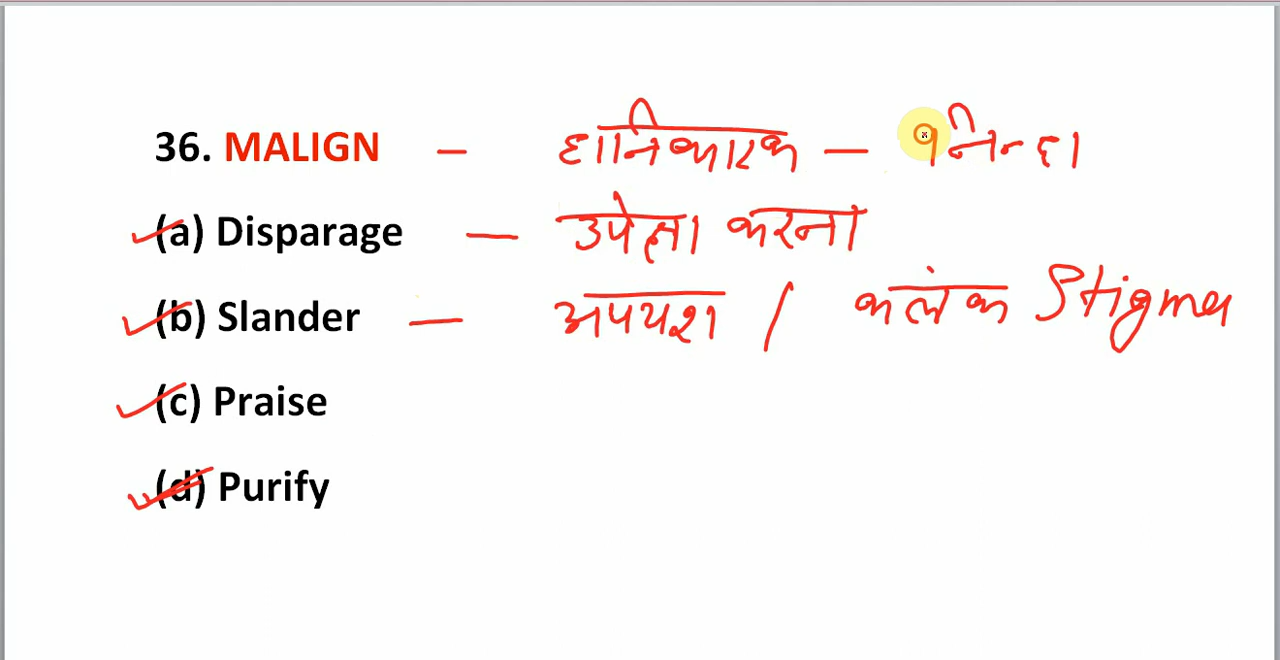 36. MALIGN - हानिकारक - निन्दा
(a) Disparage - उपेक्षा करना
(b) Slander - अपयश / कलंक Stigma
(c) Praise
(d) Purify